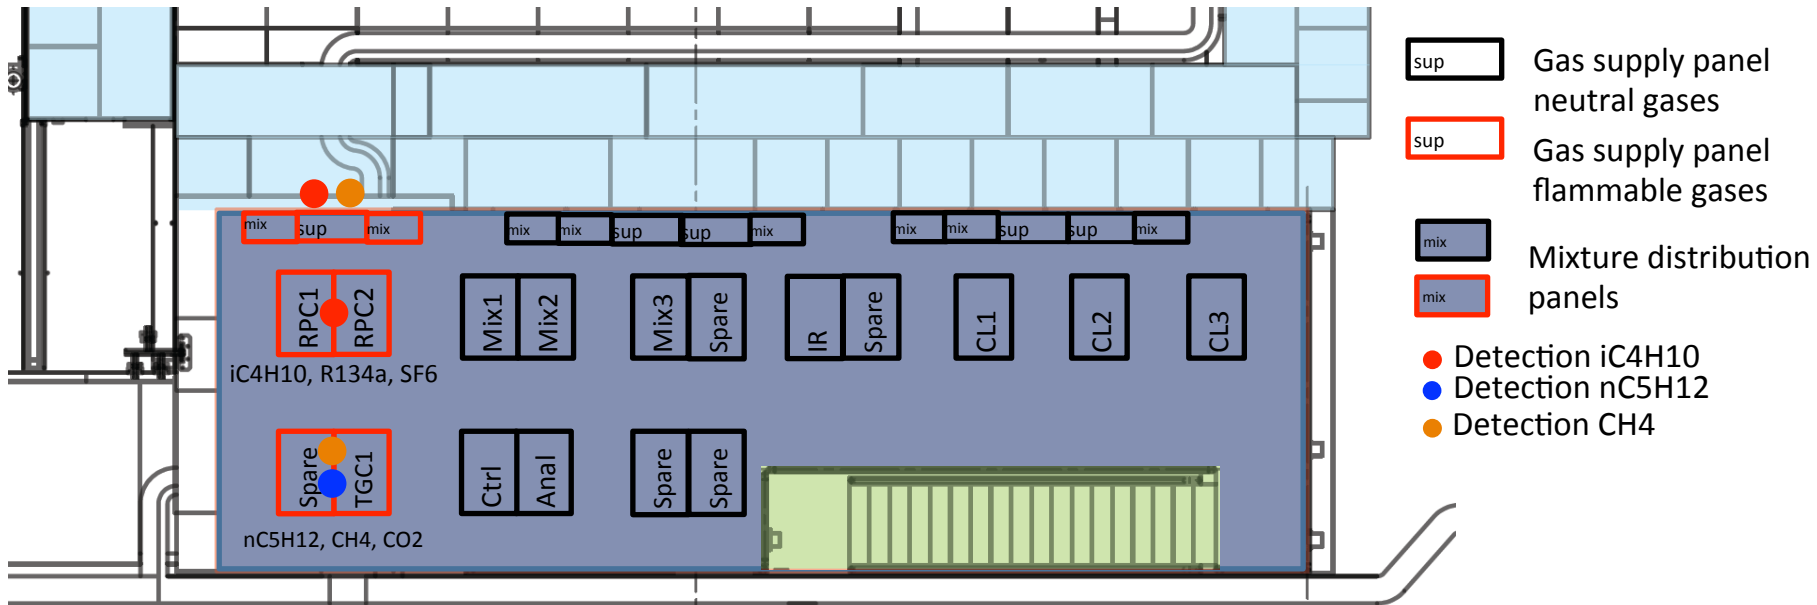 mix sup mix
mix mix sup sup mix
mix mix sup sup mix
RPC1 RPC2
Mix1 Mix2
Mix3 Spare
IR Spare
CL1
CL2
CL3
iC4H10, R134a, SF6
Spare TGC1
Ctrl Anal
Spare Spare
nC5H12, CH4, CO2
sup Gas supply panel
neutral gases
sup Gas supply panel
flammable gases
mix Mixture distribution
mix panels
Detection iC4H10
Detection nC5H12
Detection CH4